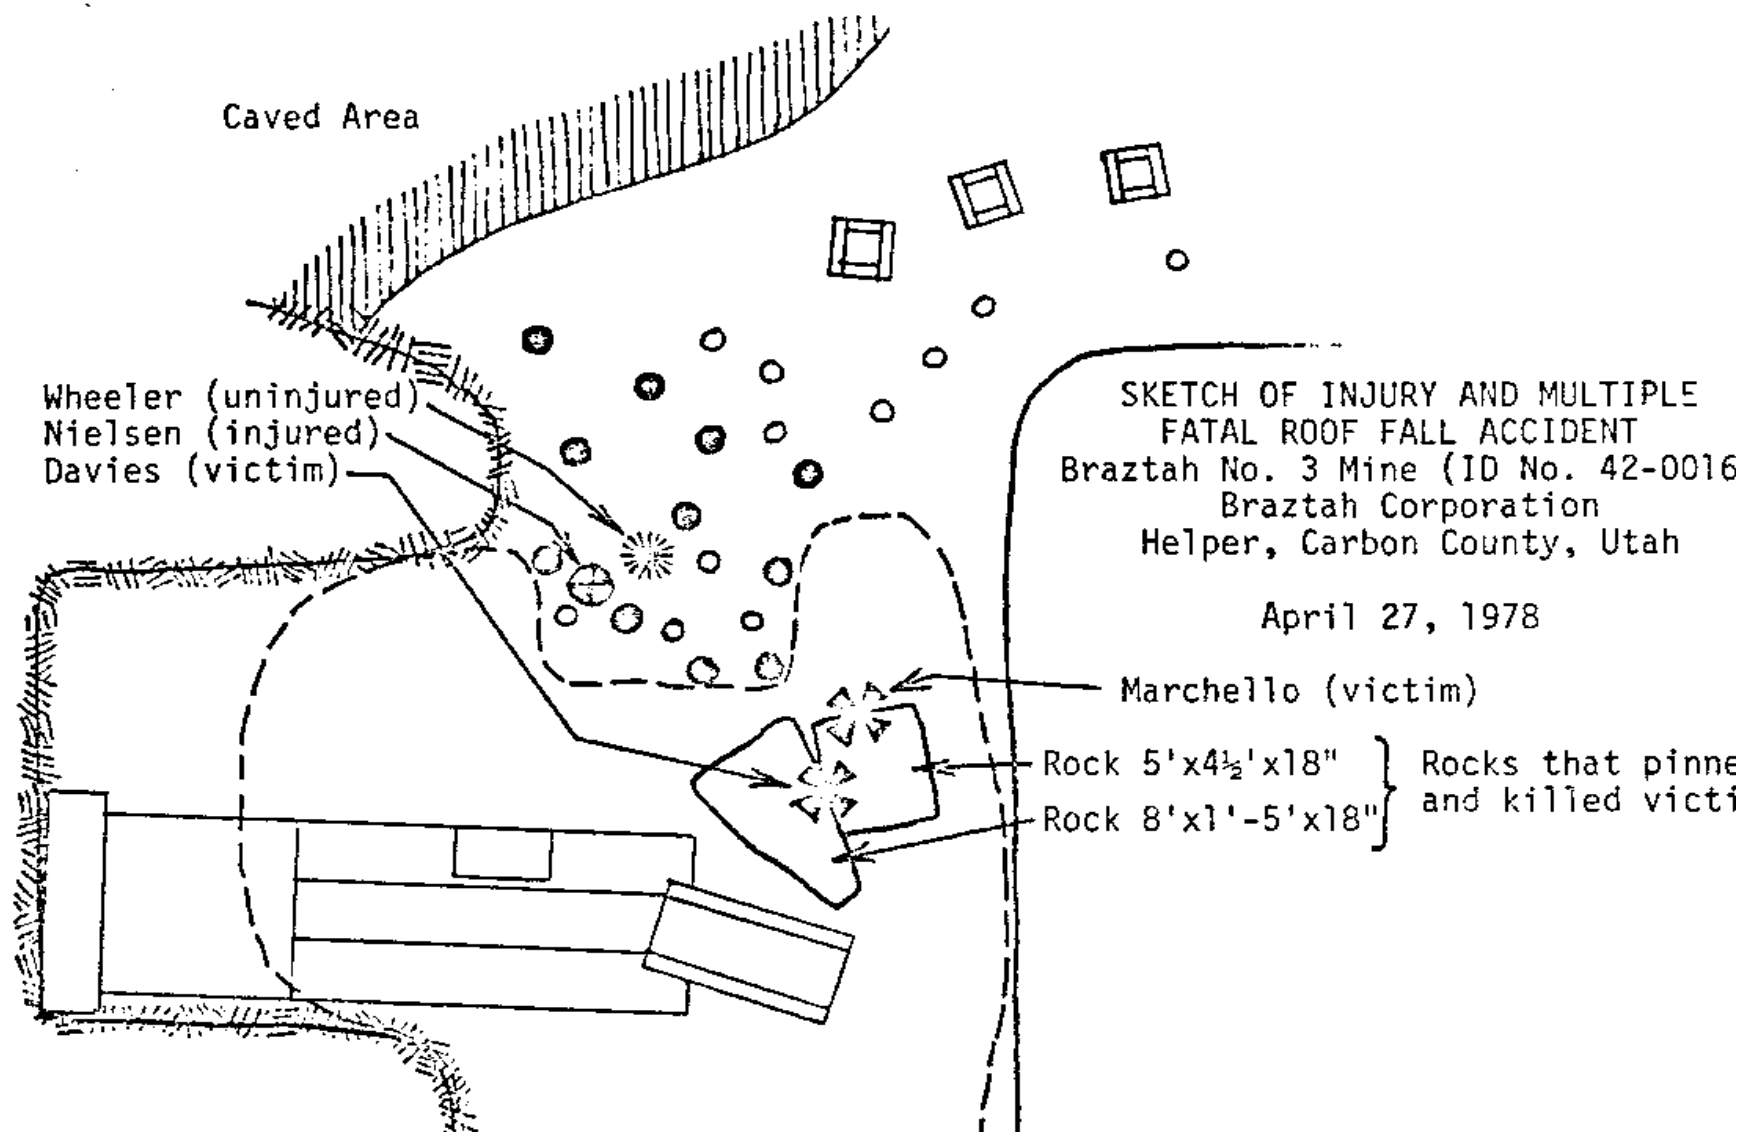 Caved Area
Wheeler (uninjured)
Nielsen (injured)
Davies (victim)
SKETCH OF INJURY AND MULTIPLE
FATAL ROOF FALL ACCIDENT
Braztah No. 3 Mine (ID No. 42-0016
Braztah Corporation
Helper, Carbon County, Utah
April 27, 1978
Marchello (victim)
Rock 5'x4½'x18"
Rock 8'x1'-5'x18"
Rocks that pinne
and killed victi